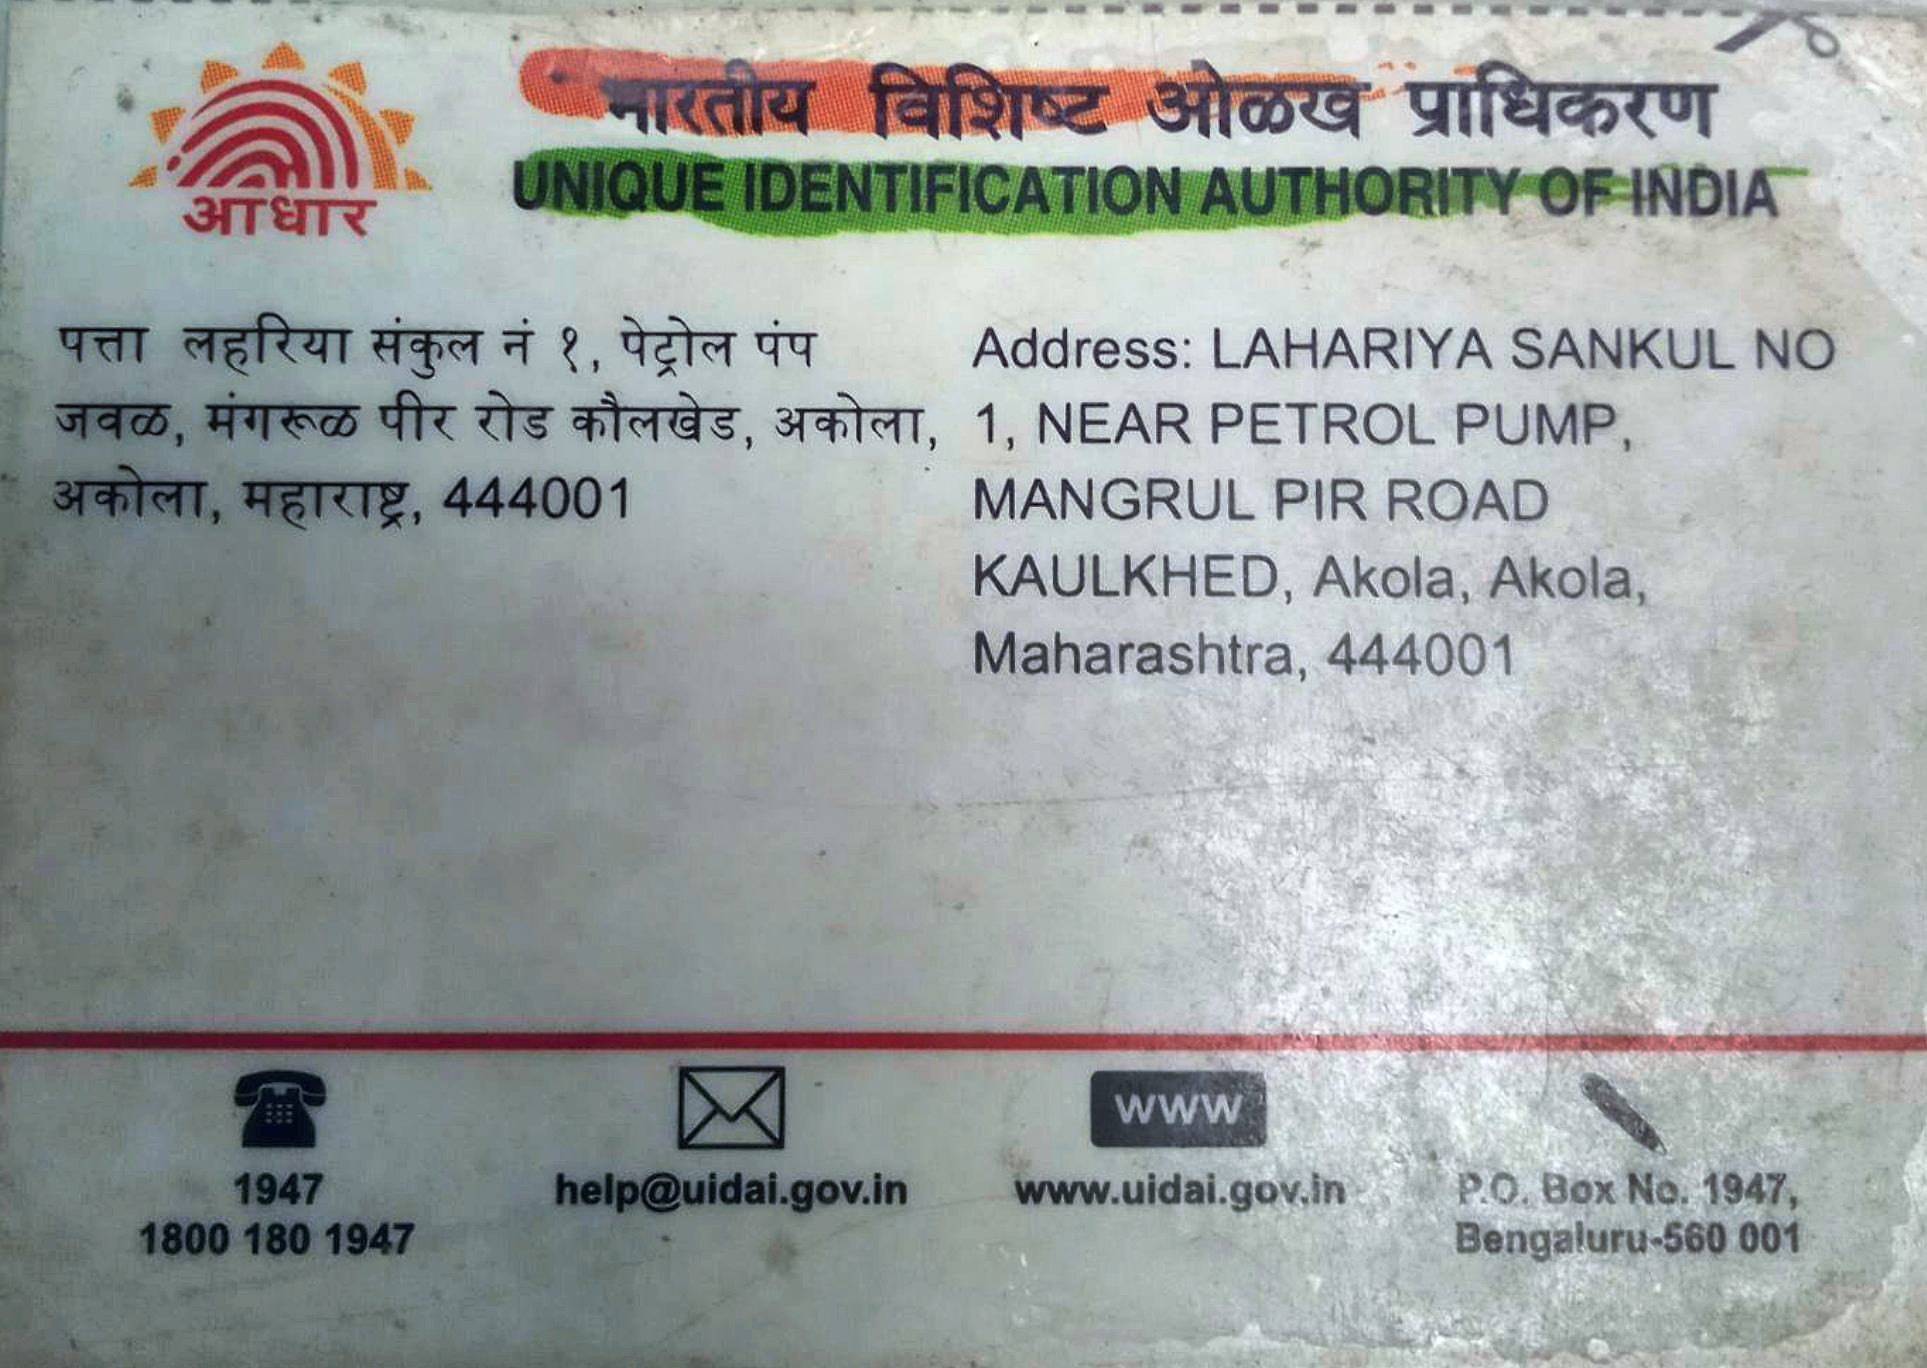 आधार
भारतीय विशिष्ट ओळख प्राधिकरण
UNIQUE IDENTIFICATION AUTHORITY OF INDIA
पत्ता लहरिया संकुल नं १, पेट्रोल पंप
जवळ, मंगरूळ पीर रोड कौलखेड, अकोला,
अकोला, महाराष्ट्र, 444001
Address: LAHARIYA SANKUL NO
1, NEAR PETROL PUMP,
MANGRUL PIR ROAD
KAULKHED, Akola, Akola,
Maharashtra, 444001
1947
1800 180 1947
help@uidai.gov.in
WWW
www.uidai.gov.in
P.O. Box No. 1947,
Bengaluru-560 001